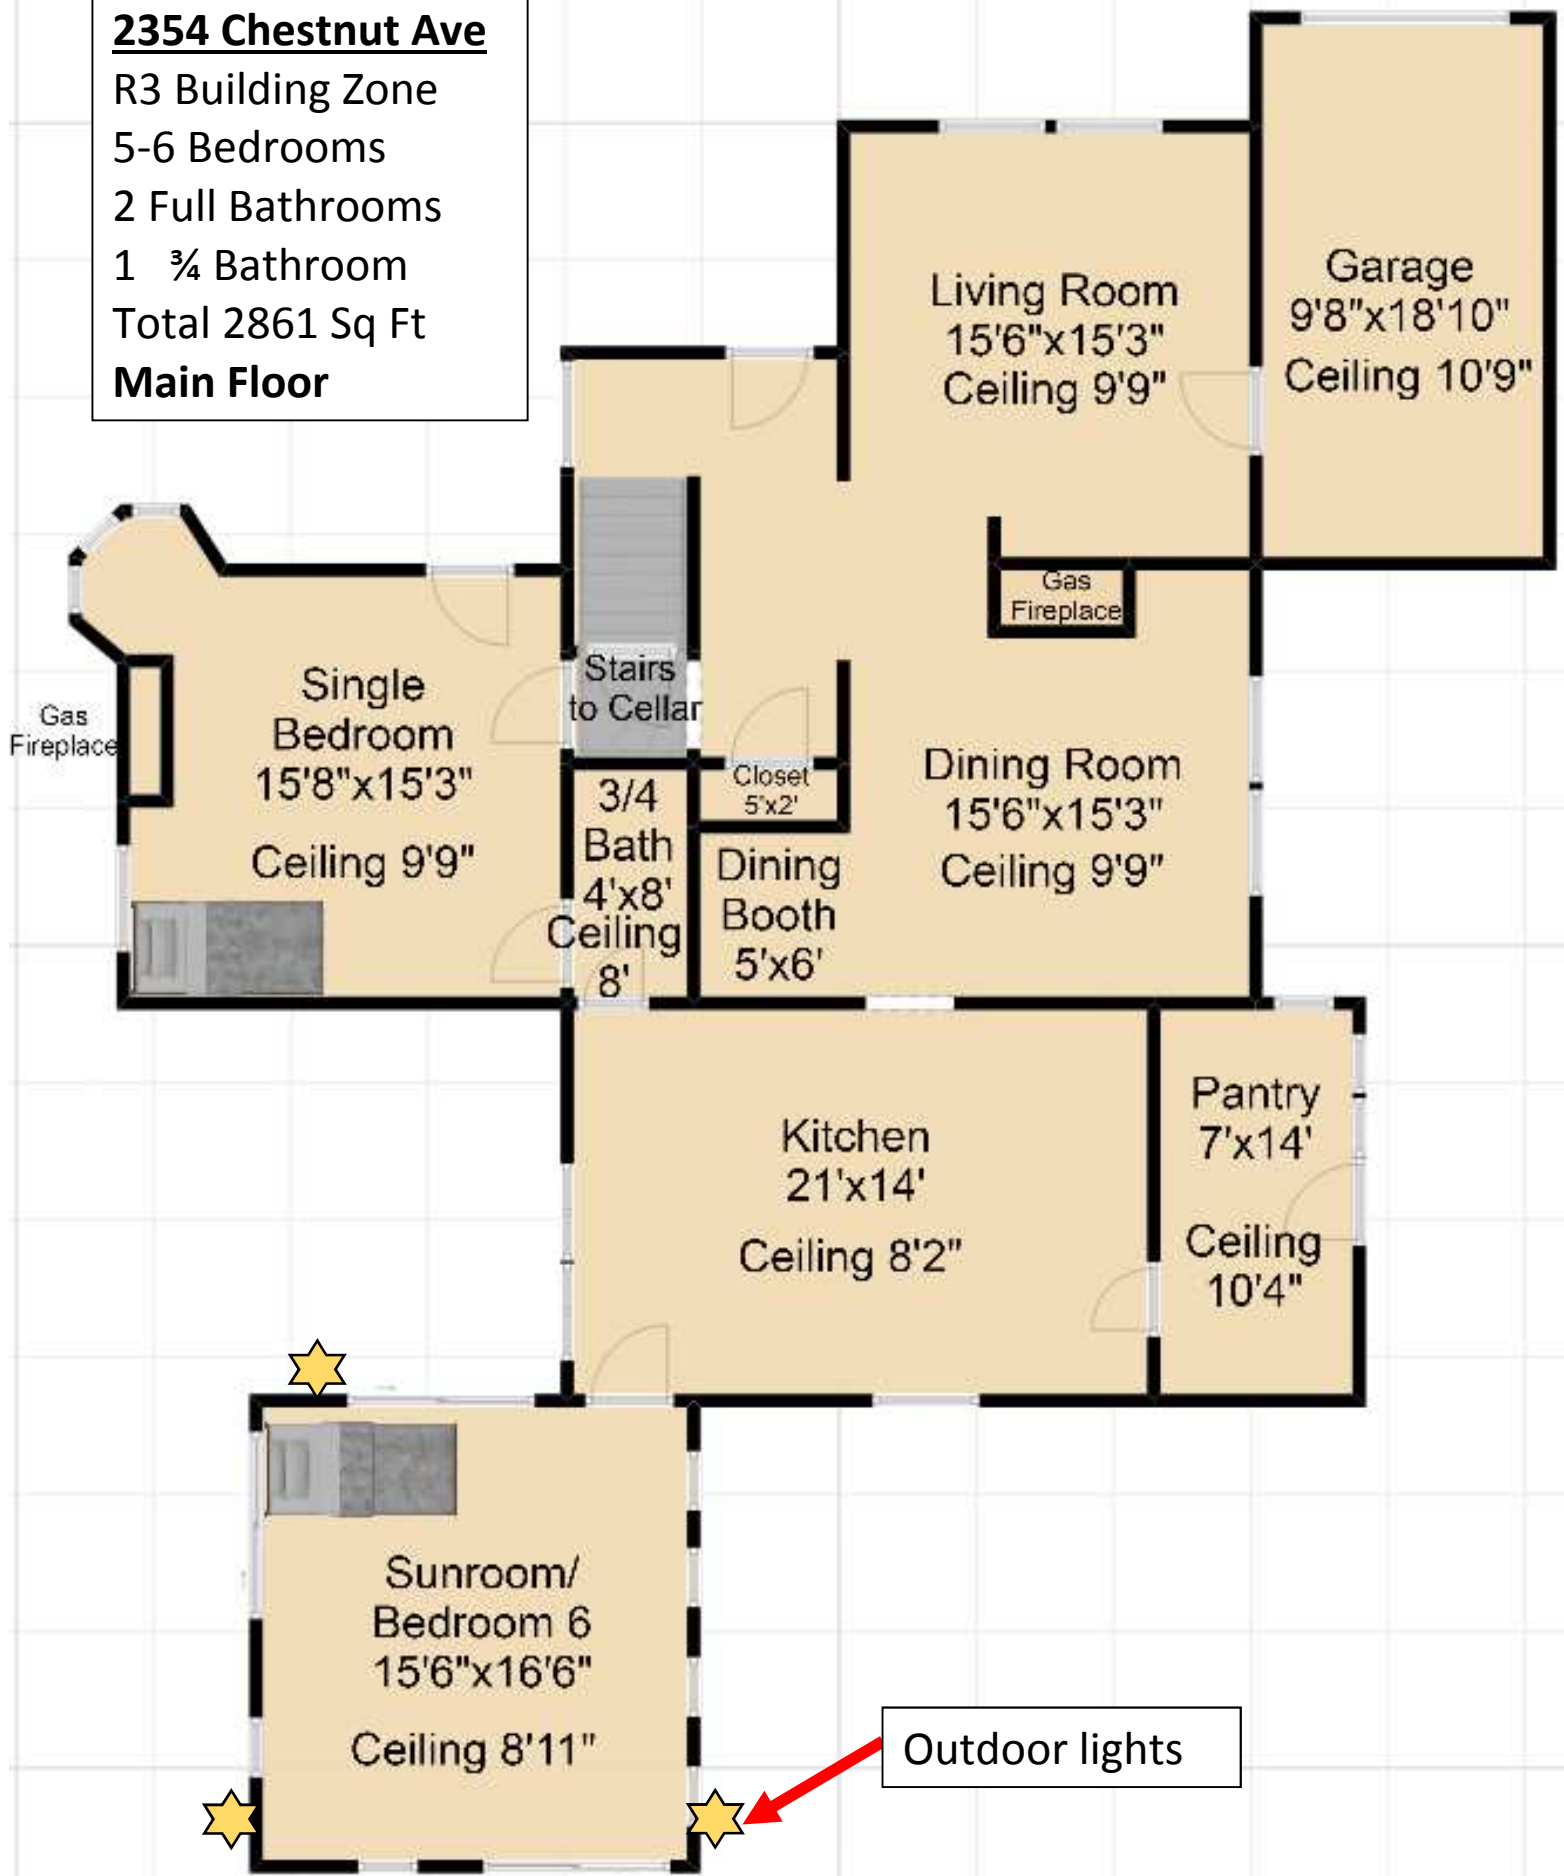 2354 Chestnut Ave
R3 Building Zone
5-6 Bedrooms
2 Full Bathrooms
1 ¾ Bathroom
Total 2861 Sq Ft
Main Floor
Garage
9'8"x18'10"
Ceiling 10'9"
Living Room
15'6"x15'3"
Ceiling 9'9"
Gas
Fireplace
Stairs
to Cellar
Single
Bedroom
15'8"x15'3"
Ceiling 9'9"
Gas
Fireplace
Closet
5'x2'
3/4
Bath
4'x8'
Ceiling
8'
Dining
Booth
5'x6'
Dining Room
15'6"x15'3"
Ceiling 9'9"
Kitchen
21'x14'
Ceiling 8'2"
Pantry
7'x14'
Ceiling
10'4"
Sunroom/
Bedroom 6
15'6"x16'6"
Ceiling 8'11"
Outdoor lights